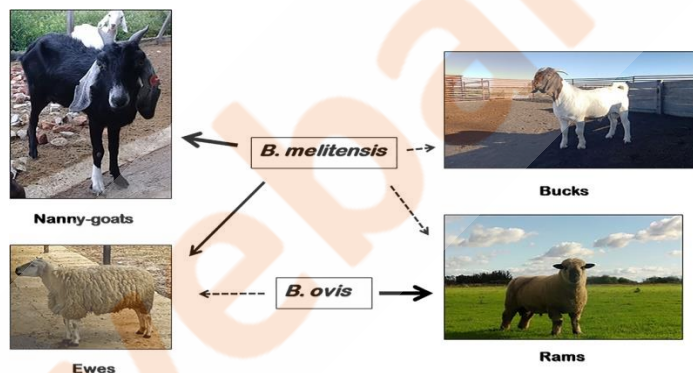 B. melitensis
Bucks
Nanny-goats
B. ovis
Ewes
Rams